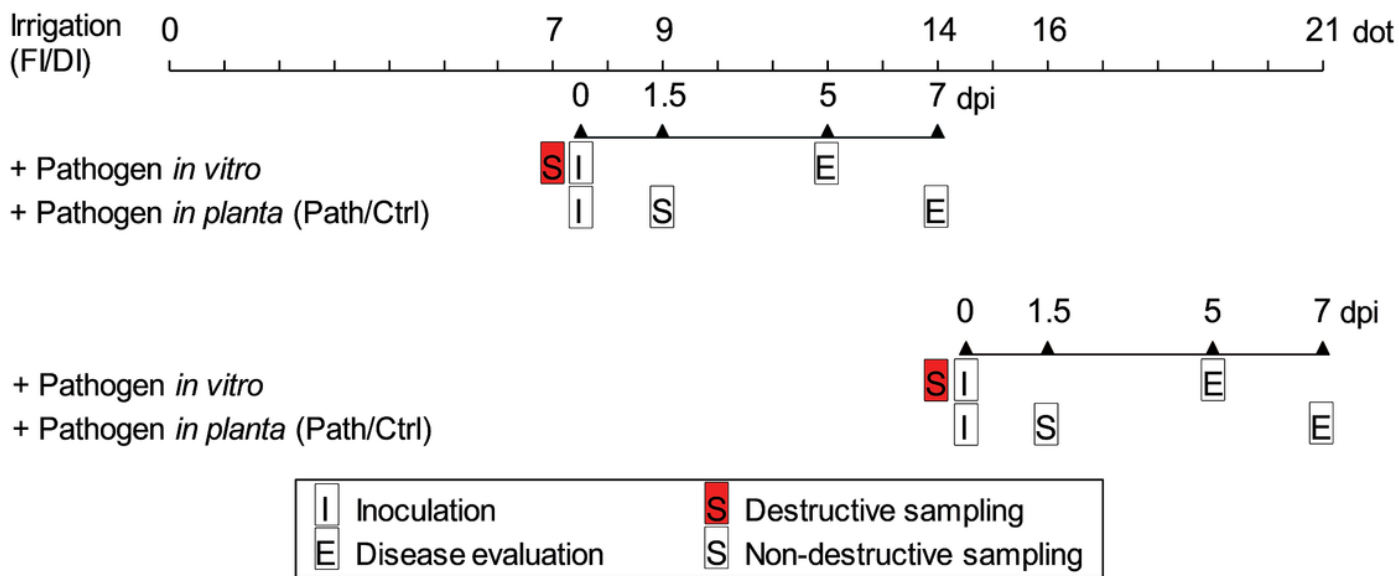 Irrigation 0 7 9 14 16 21 dot
(FI/DI)
0 1.5 5 7 dpi
+ Pathogen in vitro S I E
+ Pathogen in planta (Path/Ctrl) I S E
0 1.5 5 7 dpi
+ Pathogen in vitro S I E
+ Pathogen in planta (Path/Ctrl) I S E
I Inoculation S Destructive sampling
E Disease evaluation S Non-destructive sampling